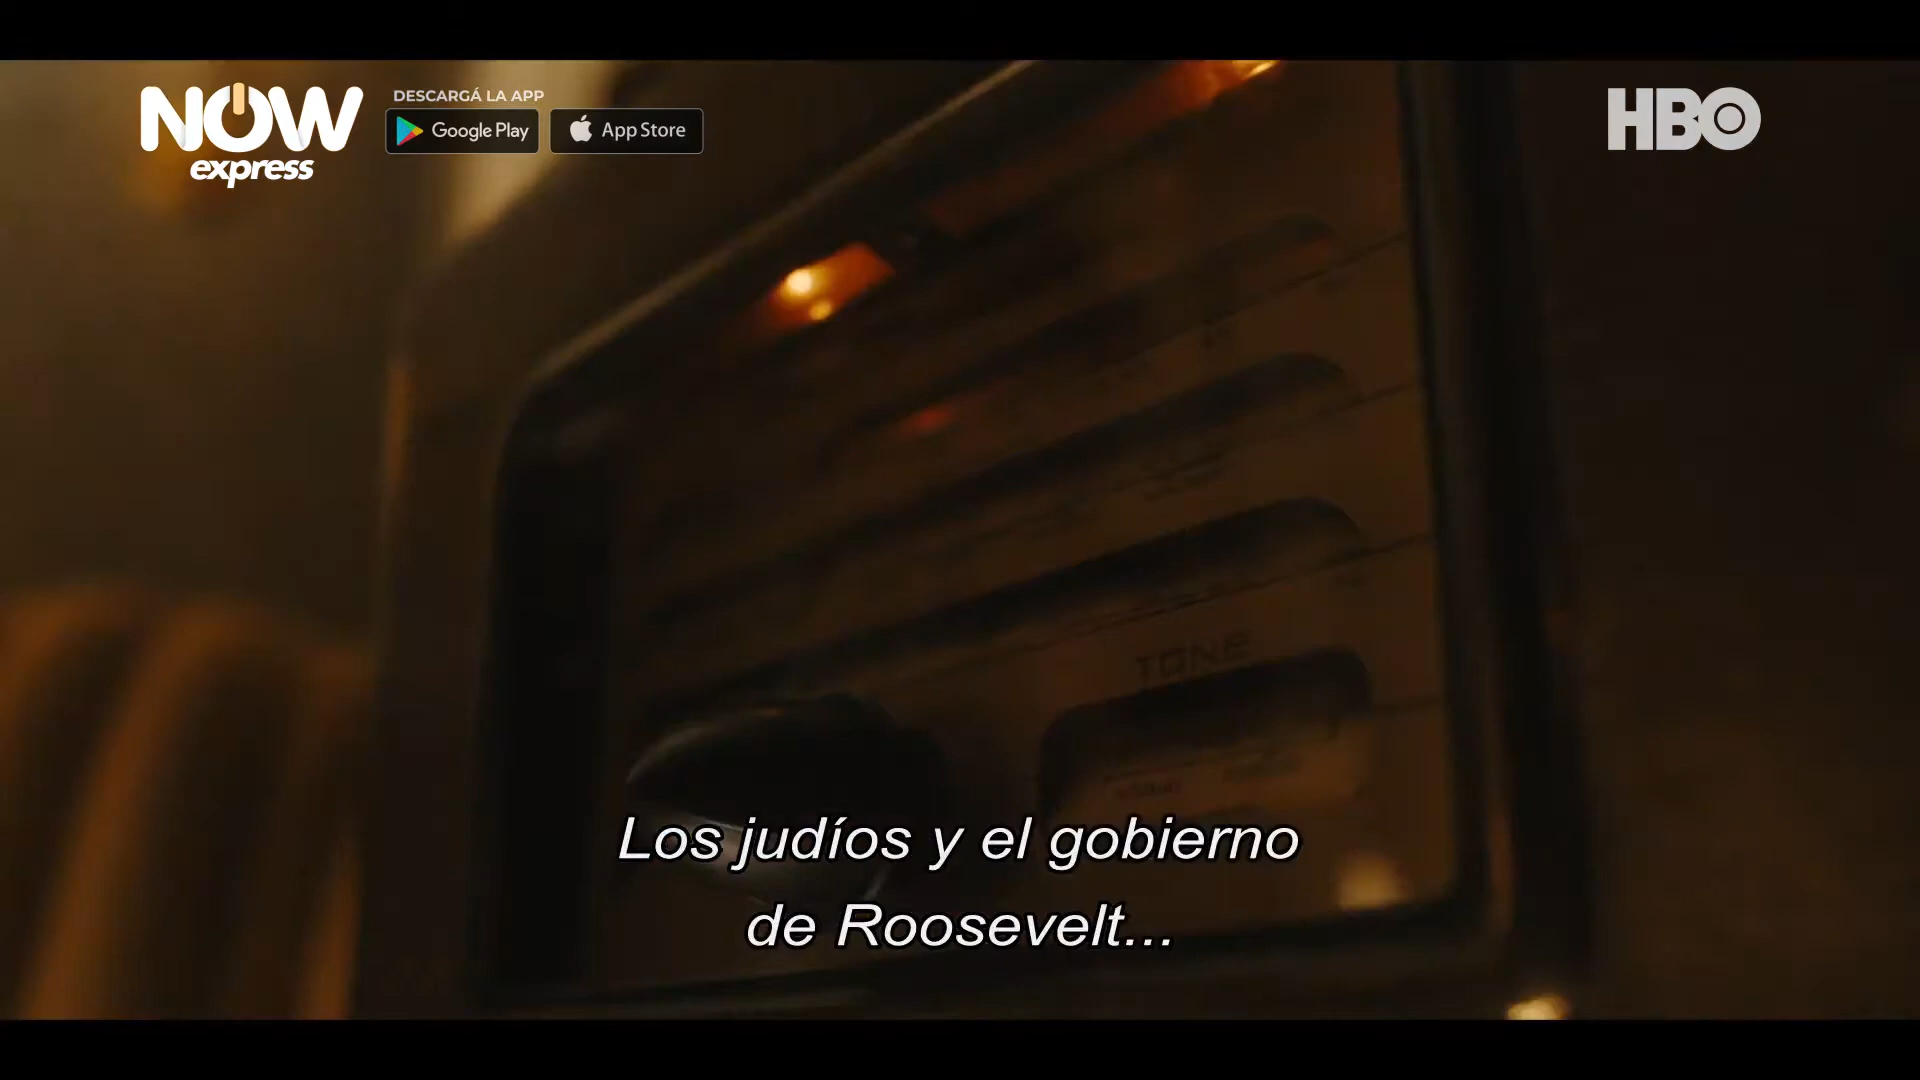 NOW
express
DESCARGÁ LA APP
Google Play
App Store
HBO
TONE
Los judíos y el gobierno
de Roosevelt...